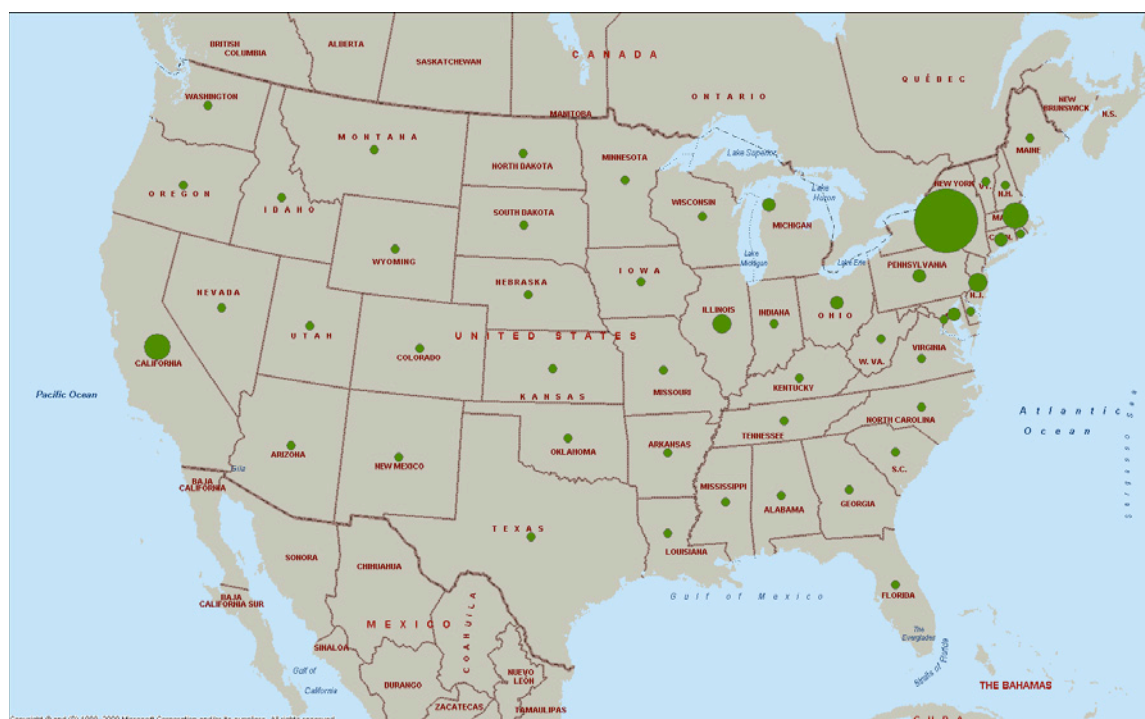 BRITISH
COLUMBIA
ALBERTA
SASKATCHEWAN
CANADA
MANITOBA
ONTARIO
QUÉBEC
NEW
BRUNSWICK
N.S.
WASHINGTON
MONTANA
NORTH DAKOTA
MINNESOTA
Lake Superior
MAINE
OREGON
IDAHO
SOUTH DAKOTA
WISCONSIN
Lake
Huron
MICHIGAN
NEW YORK
VT.
N.H.
WYOMING
Lake
Michigan
Lake Erie
NEVADA
NEBRASKA
IOWA
PENNSYLVANIA
N.J.
UTAH
UNITED STATES
ILLINOIS
INDIANA
OHIO
COLORADO
CALIFORNIA
W. VA.
VIRGINIA
KANSAS
MISSOURI
KENTUCKY
Pacific Ocean
Atlantic
Ocean
Sargasso Sea
NORTH CAROLINA
TENNESSEE
ARIZONA
NEW MEXICO
OKLAHOMA
ARKANSAS
S.C.
Gila
BAJA
CALIFORNIA
MISSISSIPPI
ALABAMA
GEORGIA
TEXAS
LOUISIANA
SONORA
CHIHUAHUA
BAJA
CALIFORNIA SUR
Gulf of Mexico
FLORIDA
MEXICO
COAHUILA
The
Everglades
Straits of Florida
SINALOA
Gulf of
California
DURANGO
NUEVO
LEÓN
THE BAHAMAS
ZACATECAS
TAMAULIPAS